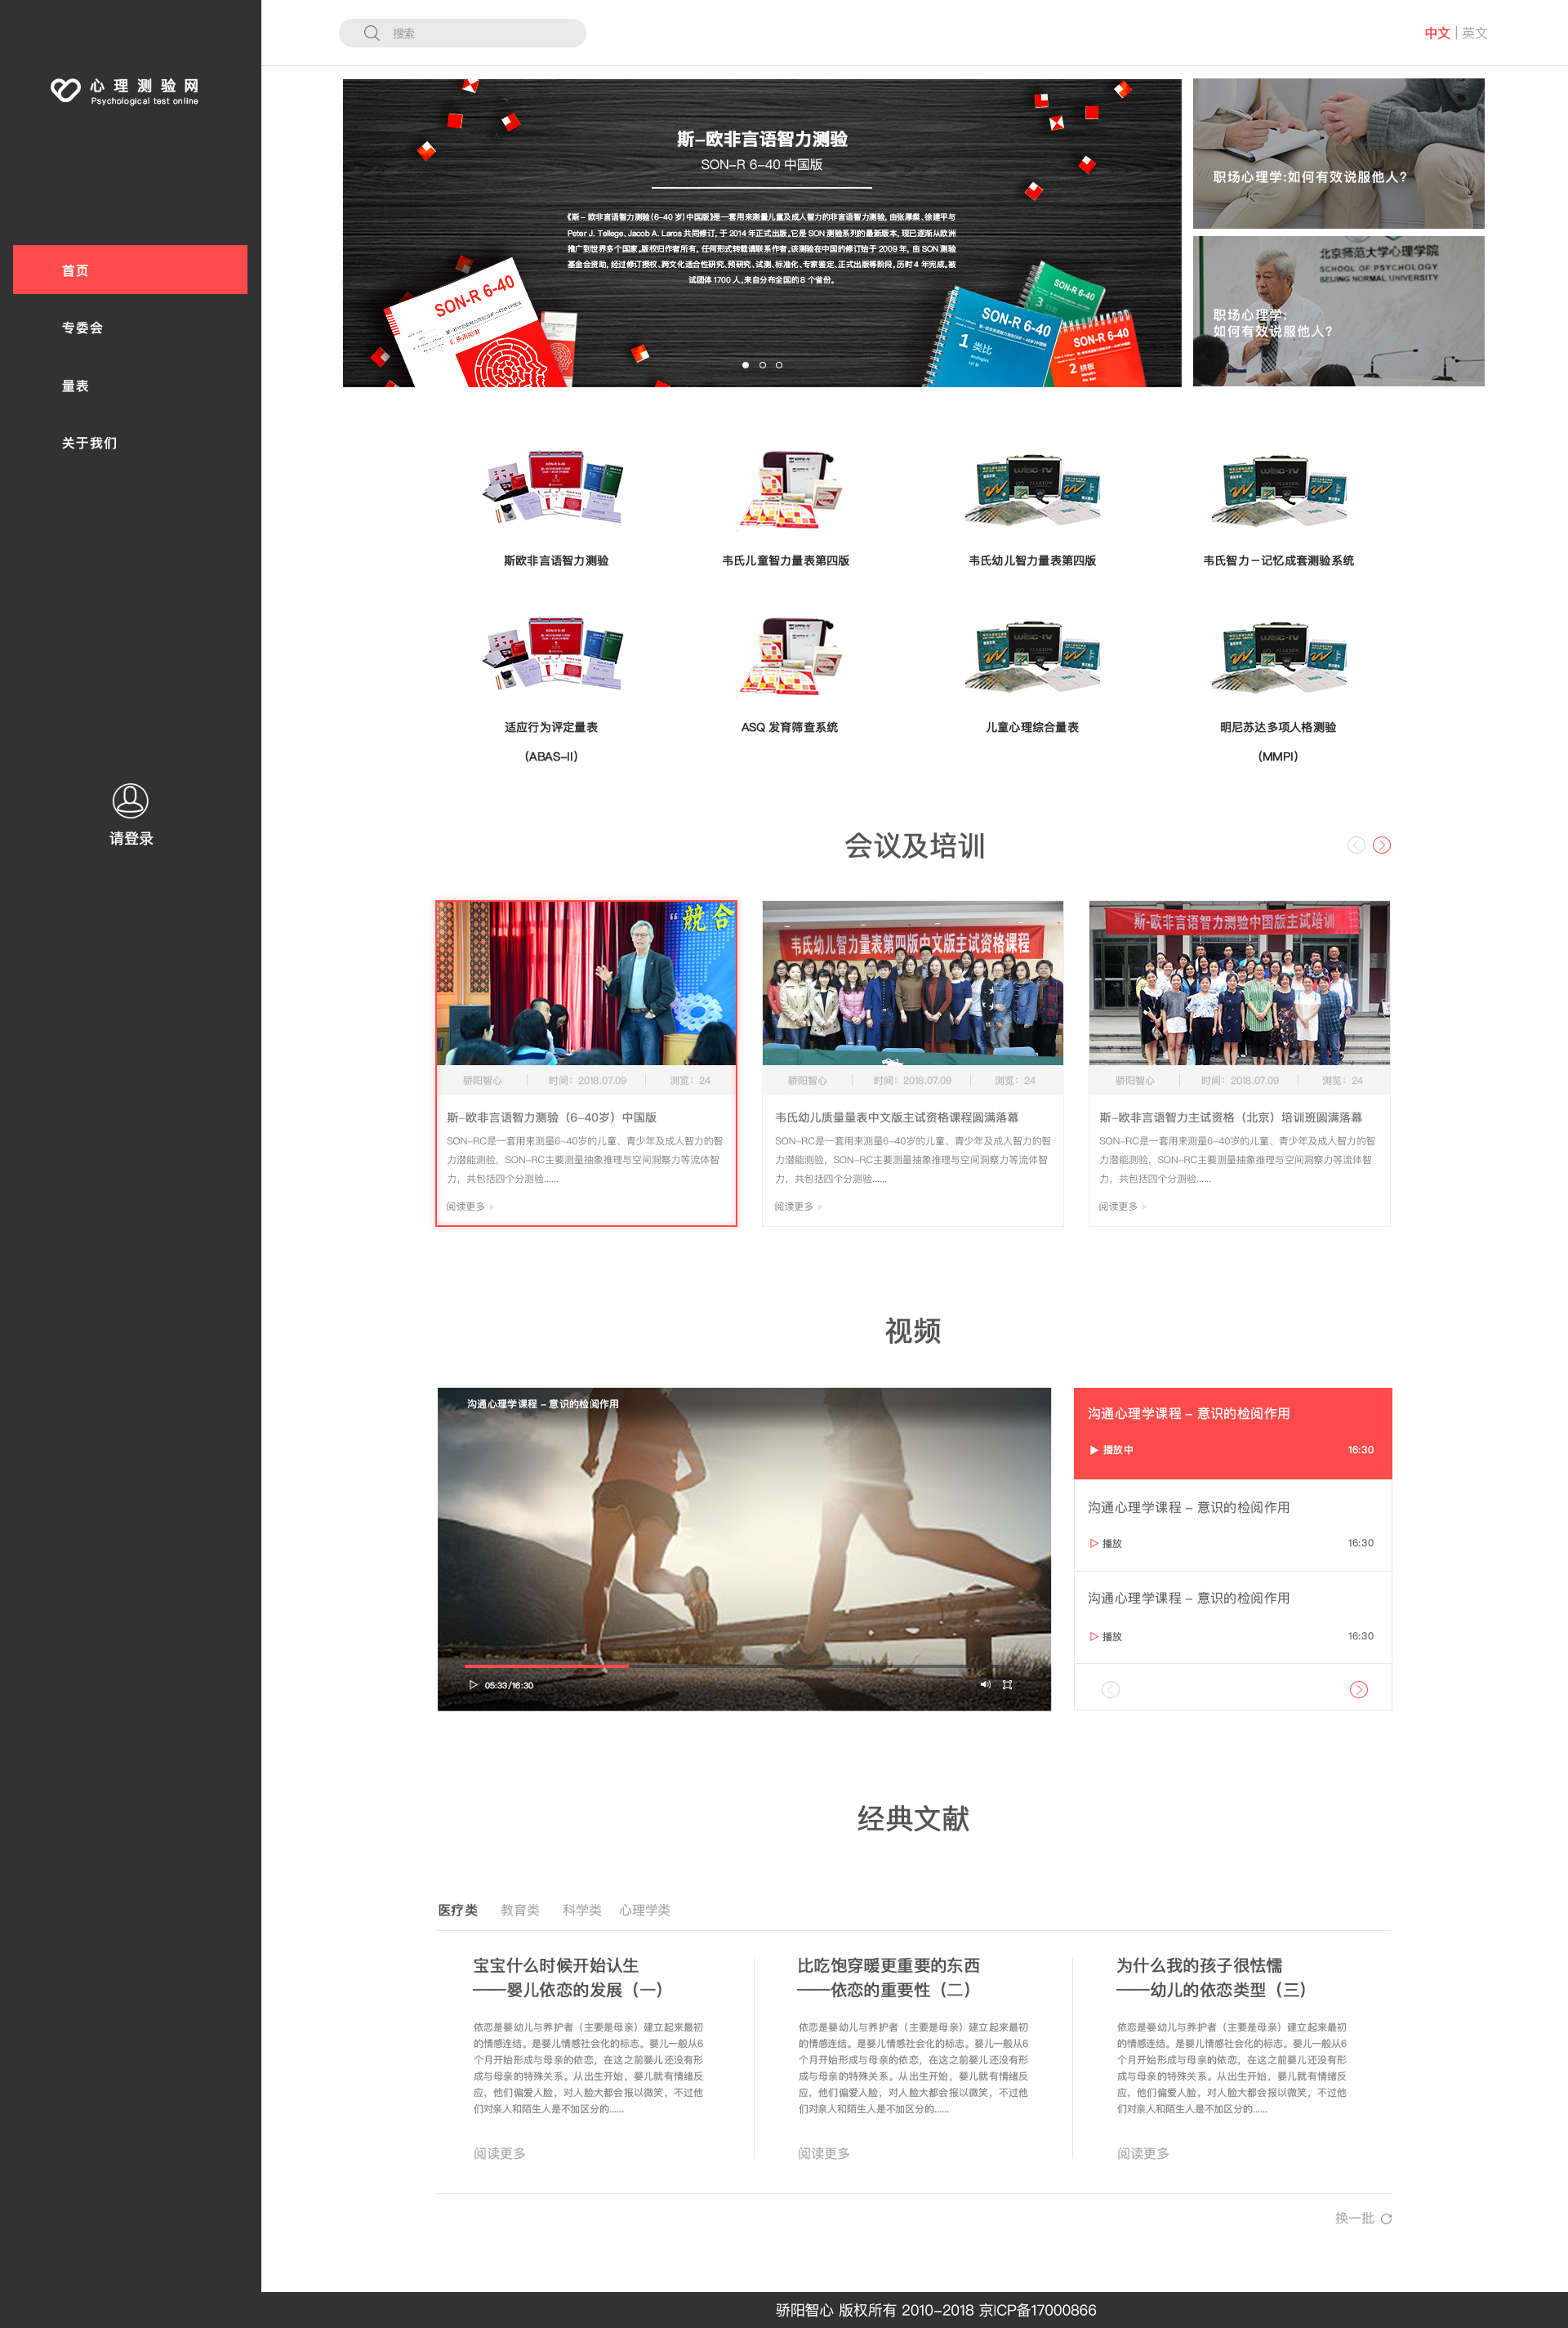 心理测验网
Psychological test online
首页
专委会
量表
关于我们
请登录
搜索
中文 | 英文
斯-欧非言语智力测验
SON-R 6-40 中国版
《斯 – 欧非言语智力测验（6-40 岁）中国版》是一套用来测量儿童及成人智力的非言语智力测验, 由张厚粲、徐建平与
Peter J. Tellege、Jacob A. Laros 共同修订, 于 2014 年正式出版。它是 SON 测验系列的最新版本, 现已逐渐从欧洲
推广到世界多个国家。版权归作者所有, 任何形式转载请联系作者。该测验在中国的修订始于 2009 年, 由 SON 测验
基金会资助, 经过修订授权、跨文化适合性研究、预研究、试测、标准化、专家鉴定、正式出版等阶段, 历时 4 年完成。被
试团体 1700 人, 来自分布全国的 8 个省份。
SON-R 6-40
SON-R 6-40
1 类比
Analogies
SON-R 6-40
3
SON-R 6-40
2 拼板
职场心理学:如何有效说服他人?
北京师范大学心理学院
SCHOOL OF PSYCHOLOGY
BEIJING NORMAL UNIVERSITY
职场心理学:
如何有效说服他人?
斯欧非言语智力测验
韦氏儿童智力量表第四版
韦氏幼儿智力量表第四版
韦氏智力－记忆成套测验系统
适应行为评定量表
（ABAS-II）
ASQ 发育筛查系统
儿童心理综合量表
明尼苏达多项人格测验
（MMPI）
会议及培训
“競合
骄阳智心 时间：2018.07.09 浏览：24
斯-欧非言语智力测验（6-40岁）中国版
SON-RC是一套用来测量6-40岁的儿童、青少年及成人智力的智
力潜能测验，SON-RC主要测量抽象推理与空间洞察力等流体智
力，共包括四个分测验......
阅读更多
韦氏幼儿智力量表第四版中文版主试资格课程
骄阳智心 时间：2018.07.09 浏览：24
韦氏幼儿质量量表中文版主试资格课程圆满落幕
SON-RC是一套用来测量6-40岁的儿童、青少年及成人智力的智
力潜能测验，SON-RC主要测量抽象推理与空间洞察力等流体智
力，共包括四个分测验......
阅读更多
斯-欧非言语智力测验中国版主试培训
骄阳智心 时间：2018.07.09 浏览：24
斯-欧非言语智力主试资格（北京）培训班圆满落幕
SON-RC是一套用来测量6-40岁的儿童、青少年及成人智力的
力潜能测验，SON-RC主要测量抽象推理与空间洞察力等流体智
力，共包括四个分测验......
阅读更多
视频
沟通心理学课程 – 意识的检阅作用
05:33/16:30
沟通心理学课程 – 意识的检阅作用
播放中 16:30
沟通心理学课程 – 意识的检阅作用
播放 16:30
沟通心理学课程 – 意识的检阅作用
播放 16:30
经典文献
医疗类 教育类 科学类 心理学类
宝宝什么时候开始认生
——婴儿依恋的发展（一）
依恋是婴幼儿与养护者（主要是母亲）建立起来最初
的情感连结。是婴儿情感社会化的标志。婴儿一般从6
个月开始形成与母亲的依恋，在这之前婴儿还没有形
成与母亲的特殊关系。从出生开始，婴儿就有情绪反
应，他们偏爱人脸，对人脸大都会报以微笑，不过他
们对亲人和陌生人是不加区分的......
阅读更多
比吃饱穿暖更重要的东西
——依恋的重要性（二）
依恋是婴幼儿与养护者（主要是母亲）建立起来最初
的情感连结。是婴儿情感社会化的标志。婴儿一般从6
个月开始形成与母亲的依恋，在这之前婴儿还没有形
成与母亲的特殊关系。从出生开始，婴儿就有情绪反
应，他们偏爱人脸，对人脸大都会报以微笑，不过他
们对亲人和陌生人是不加区分的......
阅读更多
为什么我的孩子很怯懦
——幼儿的依恋类型（三）
依恋是婴幼儿与养护者（主要是母亲）建立起来最初
的情感连结。是婴儿情感社会化的标志。婴儿一般从6
个月开始形成与母亲的依恋，在这之前婴儿还没有形
成与母亲的特殊关系。从出生开始，婴儿就有情绪反
应，他们偏爱人脸，对人脸大都会报以微笑，不过他
们对亲人和陌生人是不加区分的......
阅读更多
换一批
骄阳智心 版权所有 2010-2018 京ICP备17000866